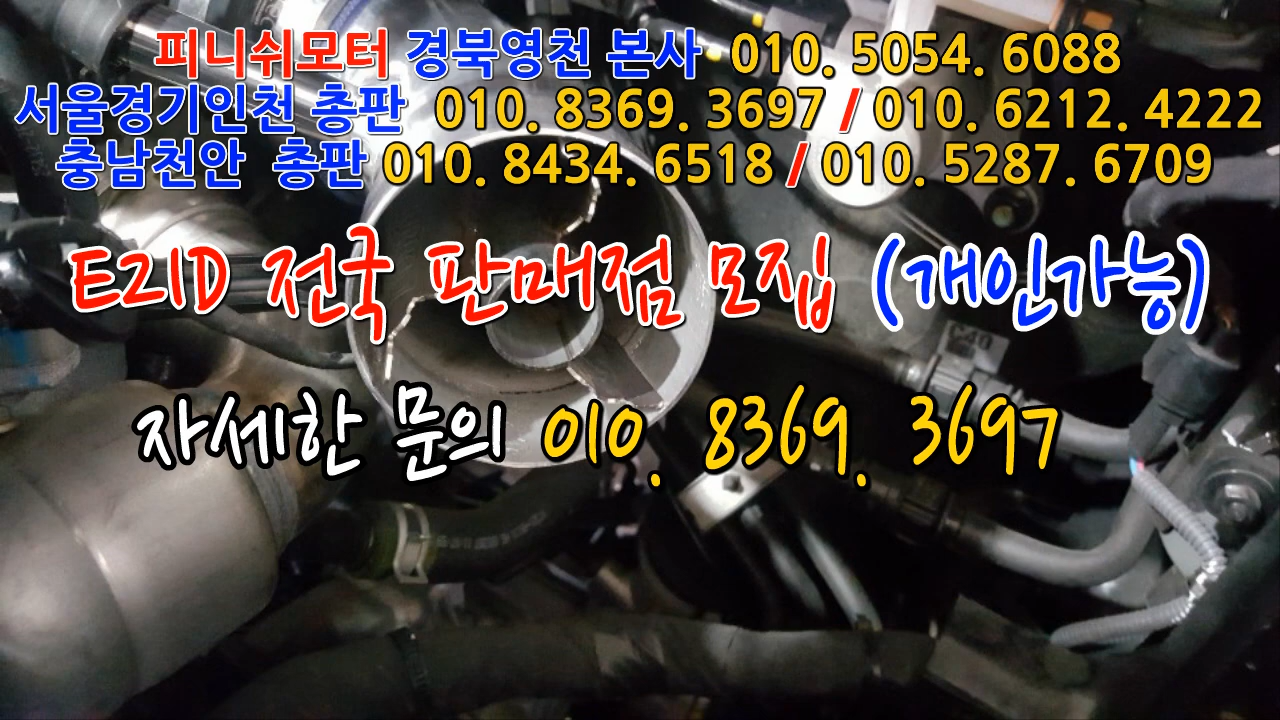 피니쉬모터 경북영천 본사 010. 5054. 6088
서울경기인천 총판 010. 8369. 3697 / 010. 6212. 4222
충남천안 총판 010. 8434. 6518 / 010. 5287. 6709
E21D 전국 판매점 모집 (개인가능)
자세한 문의 010. 8369. 3697
C40